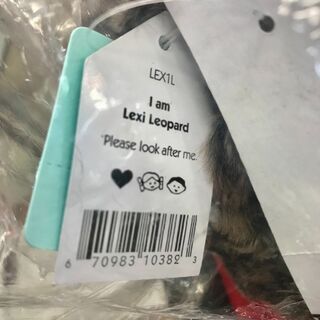 LEX1L
I am
Lexi Leopard
"Please look after me.
6 70983 10382 3